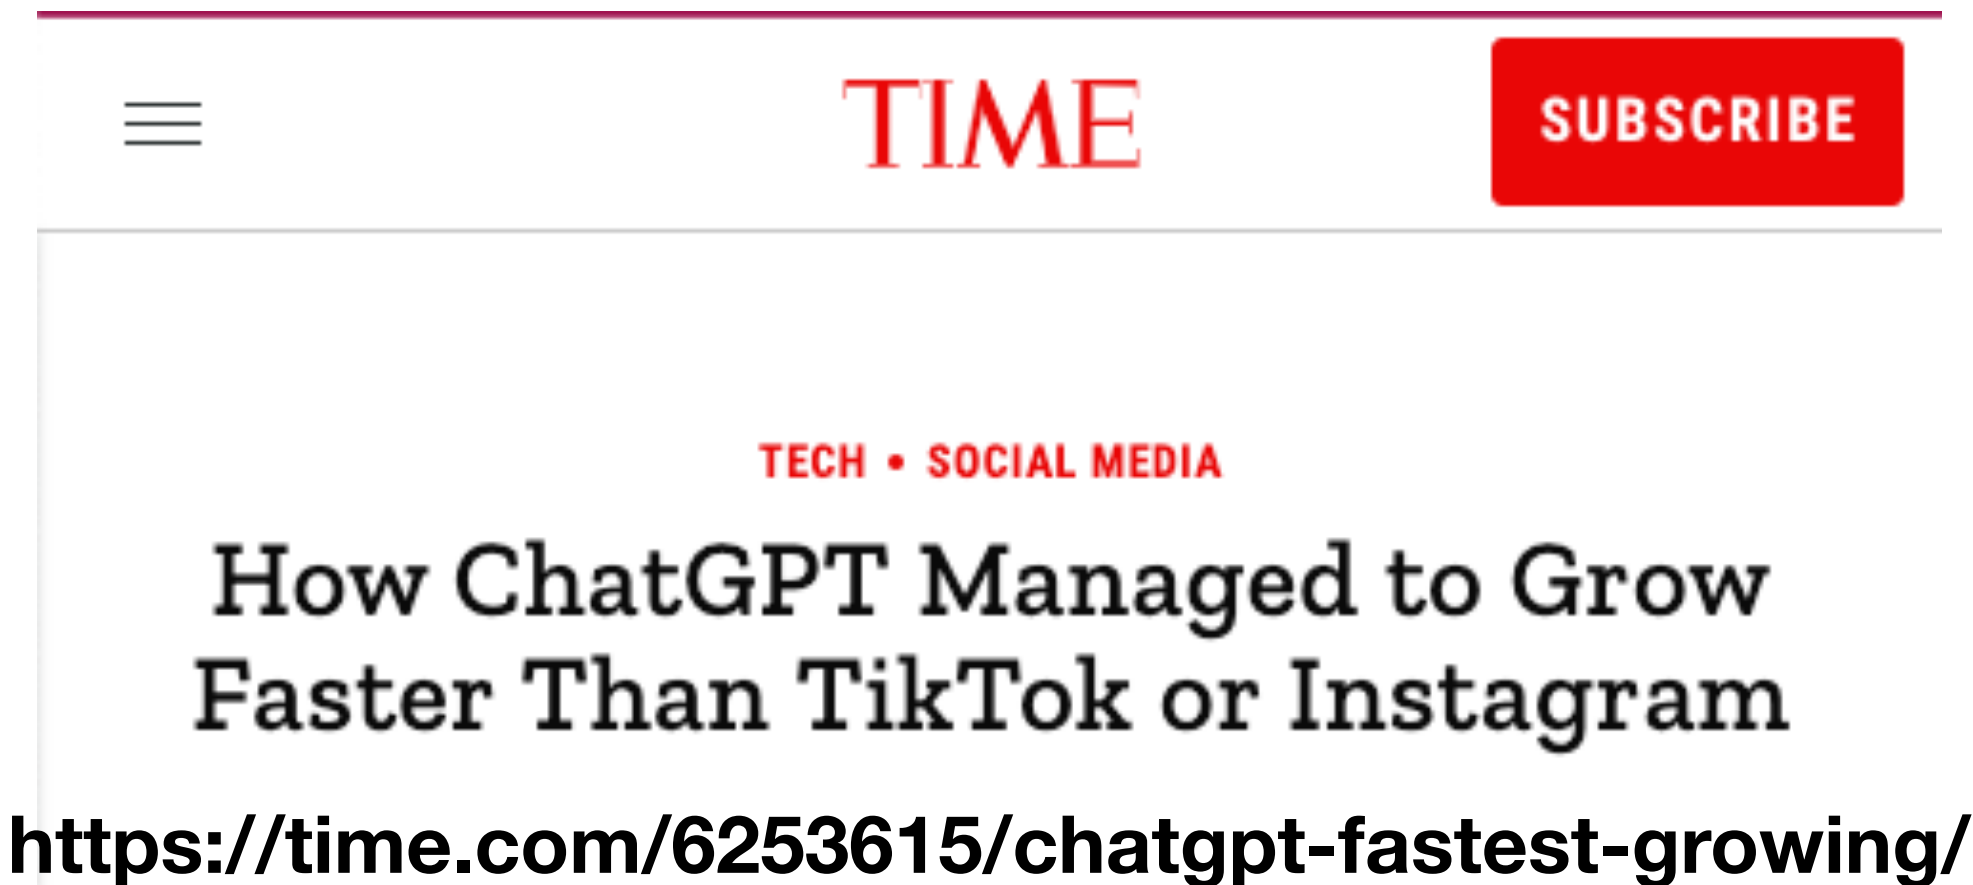 TIME
SUBSCRIBE
TECH • SOCIAL MEDIA
How ChatGPT Managed to Grow
Faster Than TikTok or Instagram
https://time.com/6253615/chatgpt-fastest-growing/